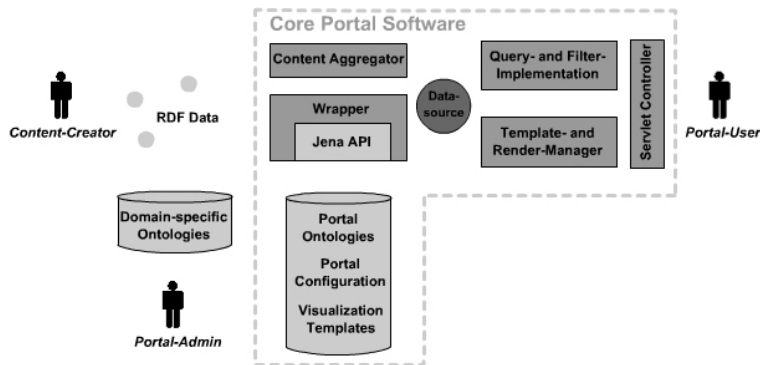 Core Portal Software
Content Aggregator
Query- and Filter-
Implementation
Servlet Controller
Data-
source
Wrapper
Jena API
Template- and
Render-Manager
RDF Data
Content-Creator
Portal-User
Domain-specific
Ontologies
Portal
Ontologies
Portal
Configuration
Visualization
Templates
Portal-Admin